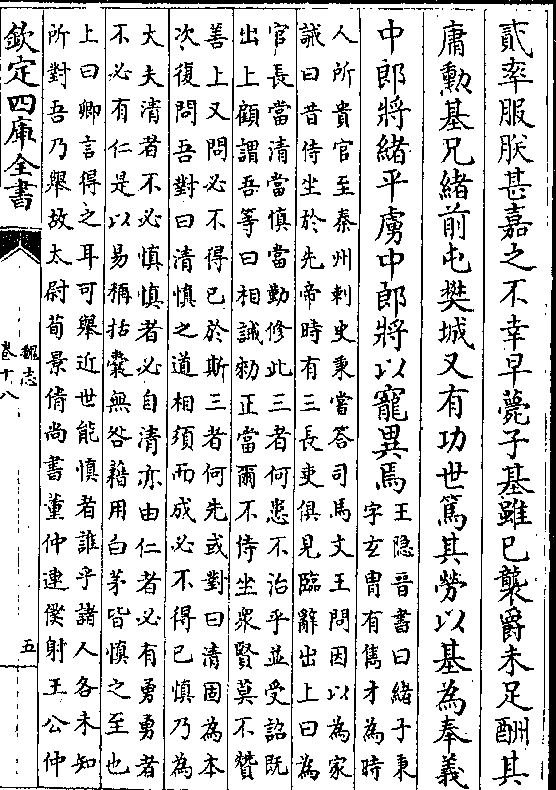 貳率服朕甚嘉之不幸早薨子基雖已襲爵未足酬其
庸勲基兄緒前屯樊城又有功世篤其勞以基為奉義
中郎將緒平虜中郎將以寵異焉
王隐晉書曰緒子秉
字玄胄有雋才為時
人所貴官至秦州刺史秉嘗答司馬文王問因以為家
誡曰昔侍坐於先帝時有三長吏俱見臨辭出上曰為
官長當清當慎當勤修此三者何患不治乎並受詔既
出上顧謂吾等曰相誡勑正當爾不侍坐衆賢莫不贊
善上又問必不得已於斯三者何先或對曰清固為本
次復問吾對曰清慎之道相須而成必不得已慎乃為
大夫清者不必慎慎者必自清亦由仁者必有勇勇者
不必有仁是以易稱括囊無咎藉用白茅皆慎之至也
上曰卿言得之耳可舉近世能慎者誰乎諸人各未知
所對吾乃舉故太尉荀景倩尚書董仲連僕射王公仲
欽定四庫全書
魏志
卷十八
五